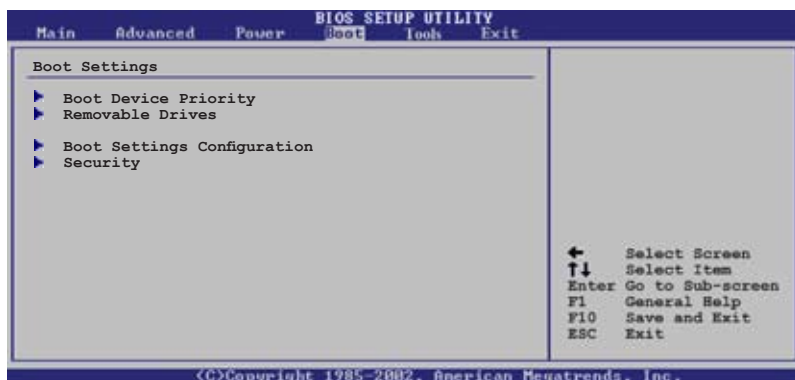 BIOS SETUP UTILITY
Main Advanced Power Boot Tools Exit
Boot Settings
Boot Device Priority
Removable Drives
Boot Settings Configuration
Security
← Select Screen
↑↓ Select Item
Enter Go to Sub-screen
F1 General Help
F10 Save and Exit
ESC Exit
(C)Copyright 1985-2002, American Megatrends, Inc.